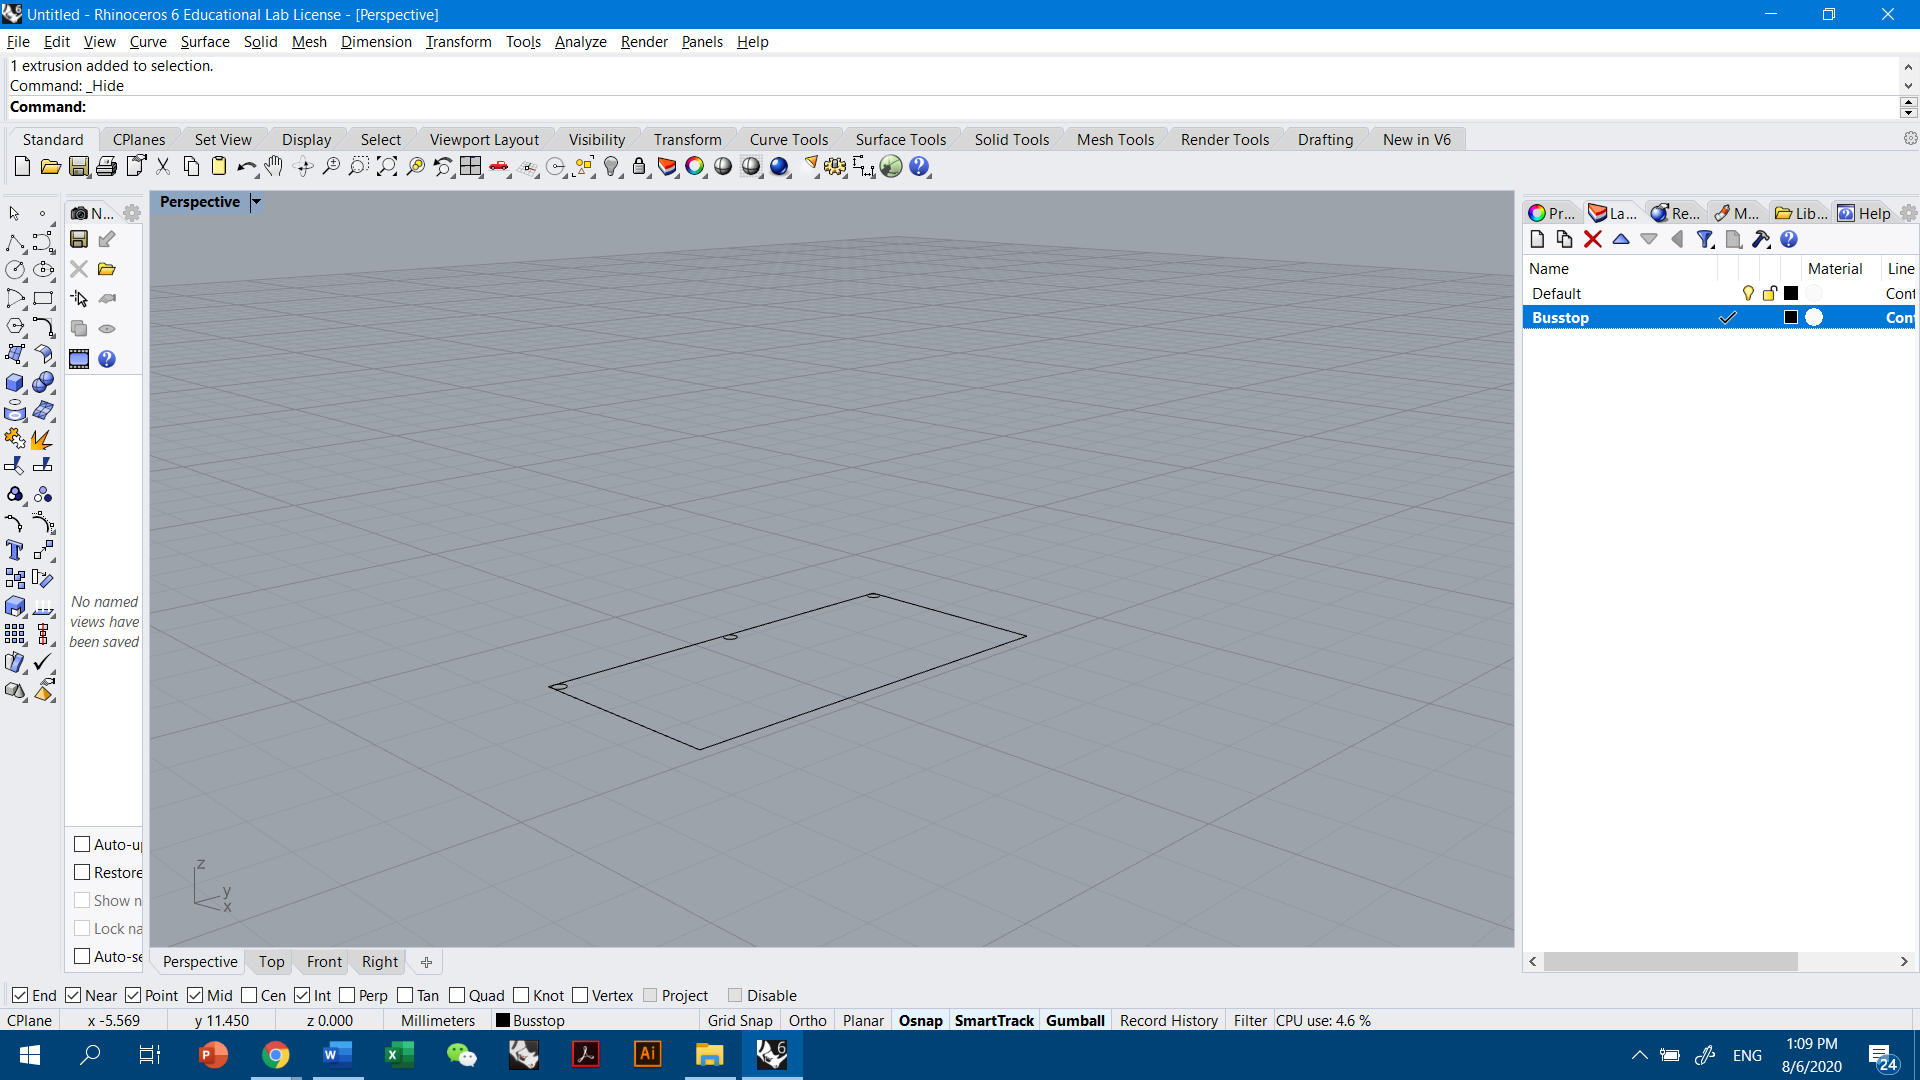 Untitled - Rhinoceros 6 Educational Lab License - [Perspective]
File Edit View Curve Surface Solid Mesh Dimension Transform Tools Analyze Render Panels Help
1 extrusion added to selection.
Command: _Hide
Command:
Standard CPlanes Set View Display Select Viewport Layout Visibility Transform Curve Tools Surface Tools Solid Tools Mesh Tools Render Tools Drafting New in V6
N...
Perspective
Pr... La... Re... M... Lib... Help
Name Material Line
Default Cont
Busstop Con
No named
views have
been saved
Auto-u
Restore
Show n
Lock na
Auto-se
z
y
x
Perspective Top Front Right
End Near Point Mid Cen Int Perp Tan Quad Knot Vertex Project Disable
CPlane x -5.569 y 11.450 z 0.000 Millimeters Busstop Grid Snap Ortho Planar Osnap SmartTrack Gumball Record History Filter CPU use: 4.6 %
ENG
1:09 PM
8/6/2020
24